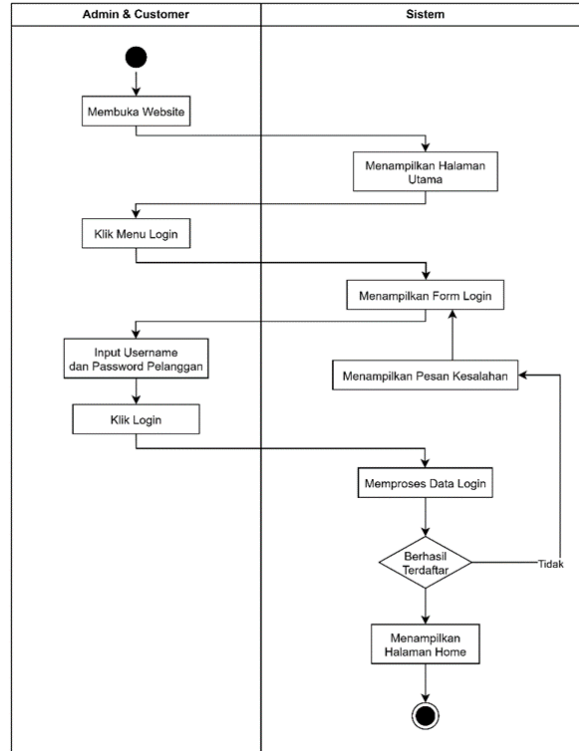 Admin & Customer
Sistem
Membuka Website
Menampilkan Halaman
Utama
Klik Menu Login
Menampilkan Form Login
Input Username
dan Password Pelanggan
Menampilkan Pesan Kesalahan
Klik Login
Memproses Data Login
Berhasil
Terdaftar
Tidak
Menampilkan
Halaman Home